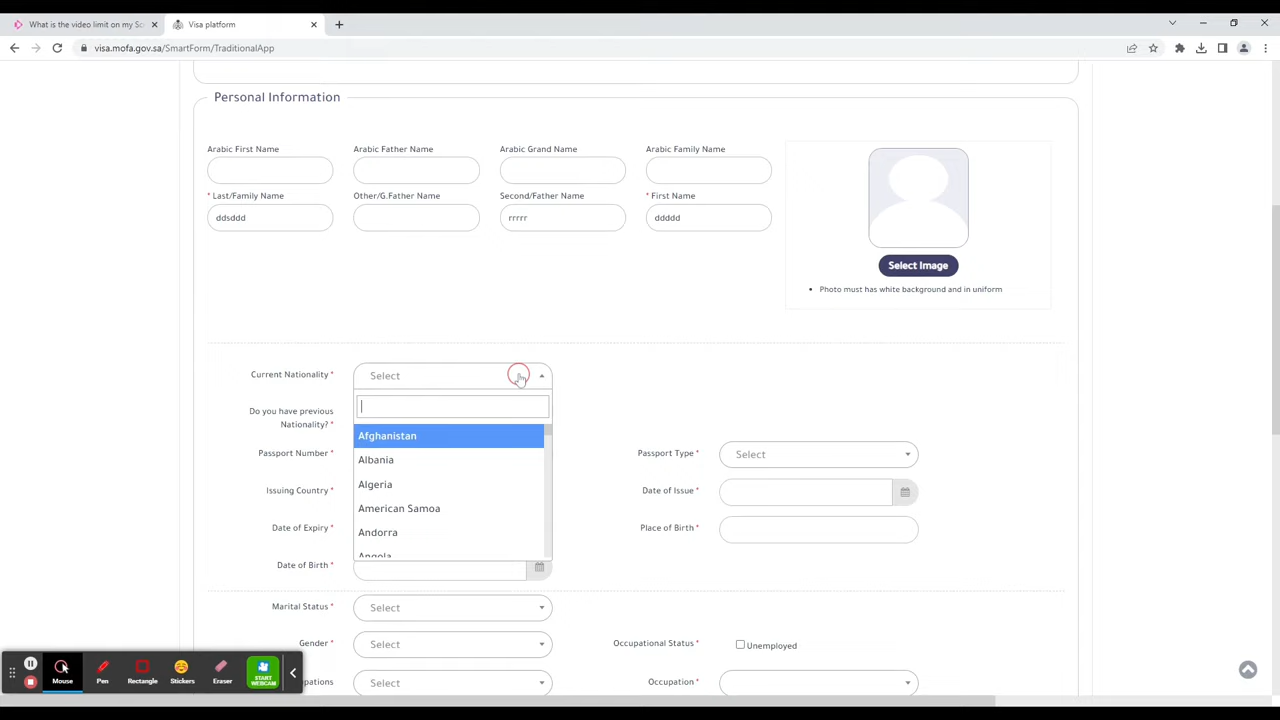 What is the video limit on my Sc
Visa platform
visa.mofa.gov.sa/SmartForm/TraditionalApp
Personal Information
Arabic First Name
Arabic Father Name
Arabic Grand Name
Arabic Family Name
* Last/Family Name
Other/G.Father Name
Second/Father Name
* First Name
ddsddd
rrrrr
ddddd
Select Image
• Photo must has white background and in uniform
Current Nationality *
Select
Do you have previous
Nationality? *
Afghanistan
Albania
Algeria
American Samoa
Andorra
Angola
Passport Number *
Passport Type *
Select
Issuing Country *
Date of Issue *
Date of Expiry *
Place of Birth *
Date of Birth *
Marital Status *
Select
Gender *
Select
Occupational Status *
Unemployed
pations
Select
Occupation *
Mouse
Pen
Rectangle
Stickers
Eraser
START
WEBCAM